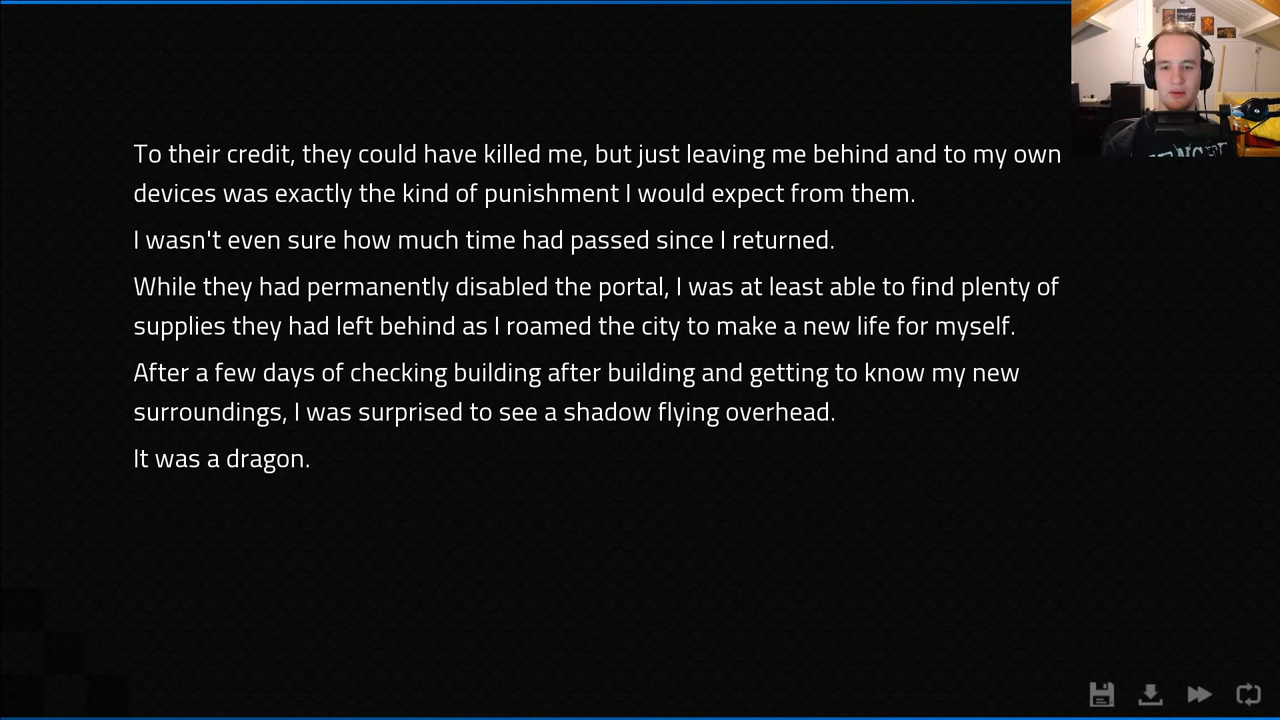 To their credit, they could have killed me, but just leaving me behind and to my own
devices was exactly the kind of punishment I would expect from them.
I wasn't even sure how much time had passed since I returned.
While they had permanently disabled the portal, I was at least able to find plenty of
supplies they had left behind as I roamed the city to make a new life for myself.
After a few days of checking building after building and getting to know my new
surroundings, I was surprised to see a shadow flying overhead.
It was a dragon.